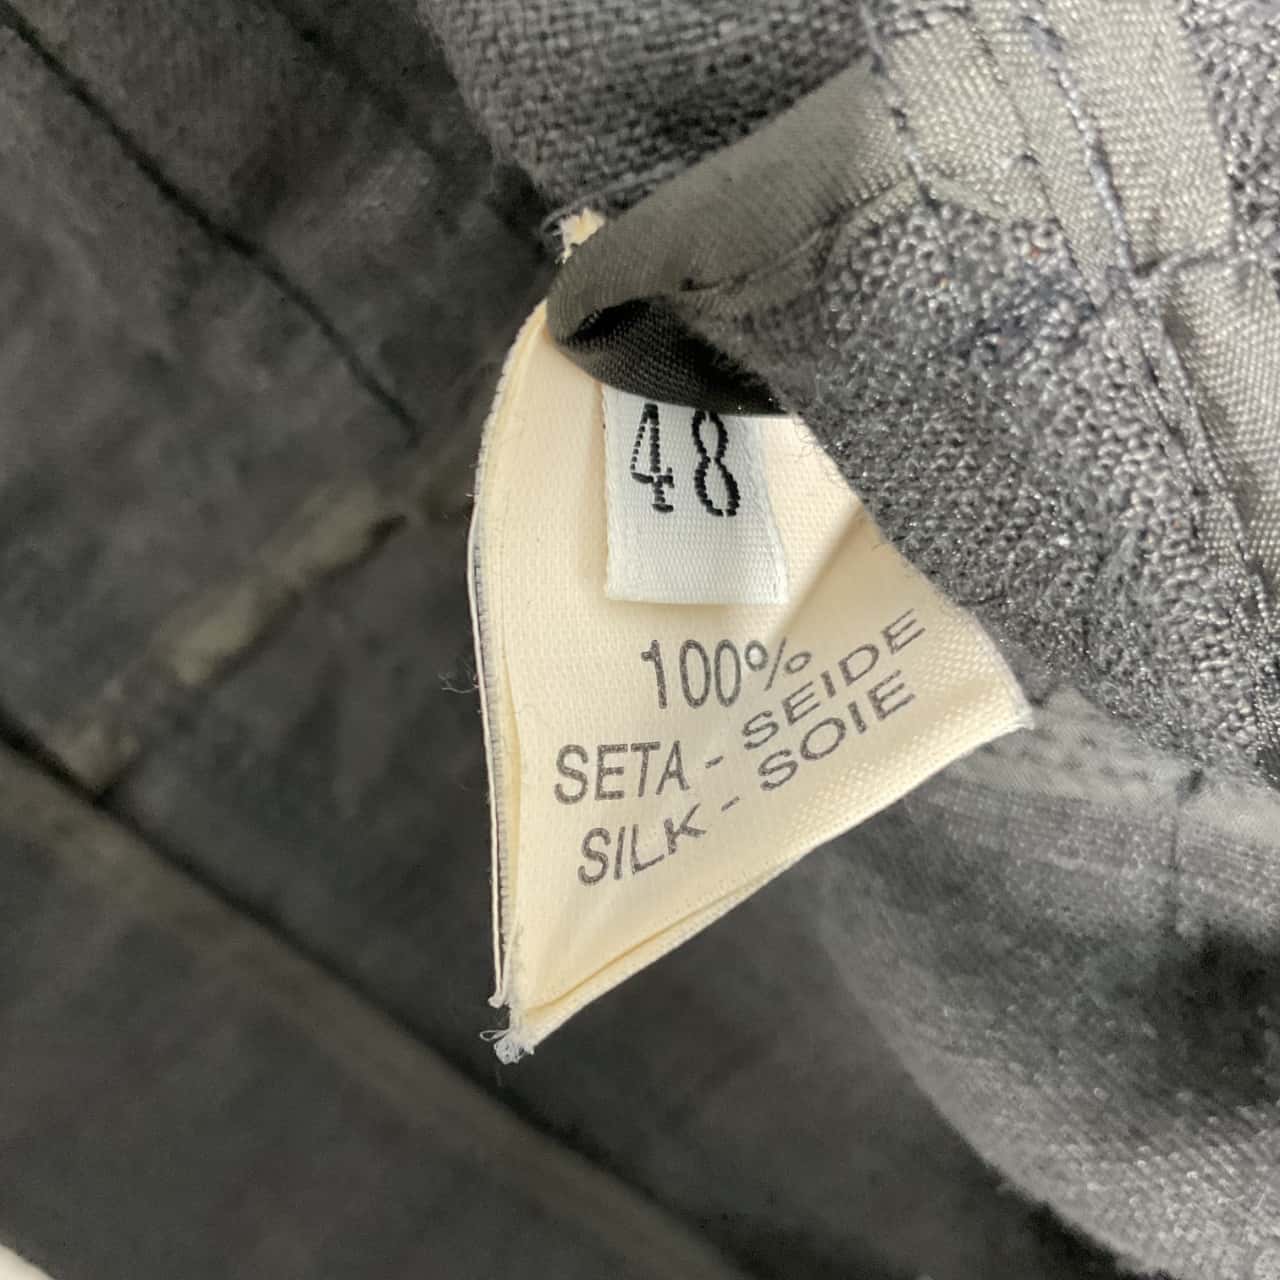 48
100%
SETA - SEIDE
SILK - SOIE